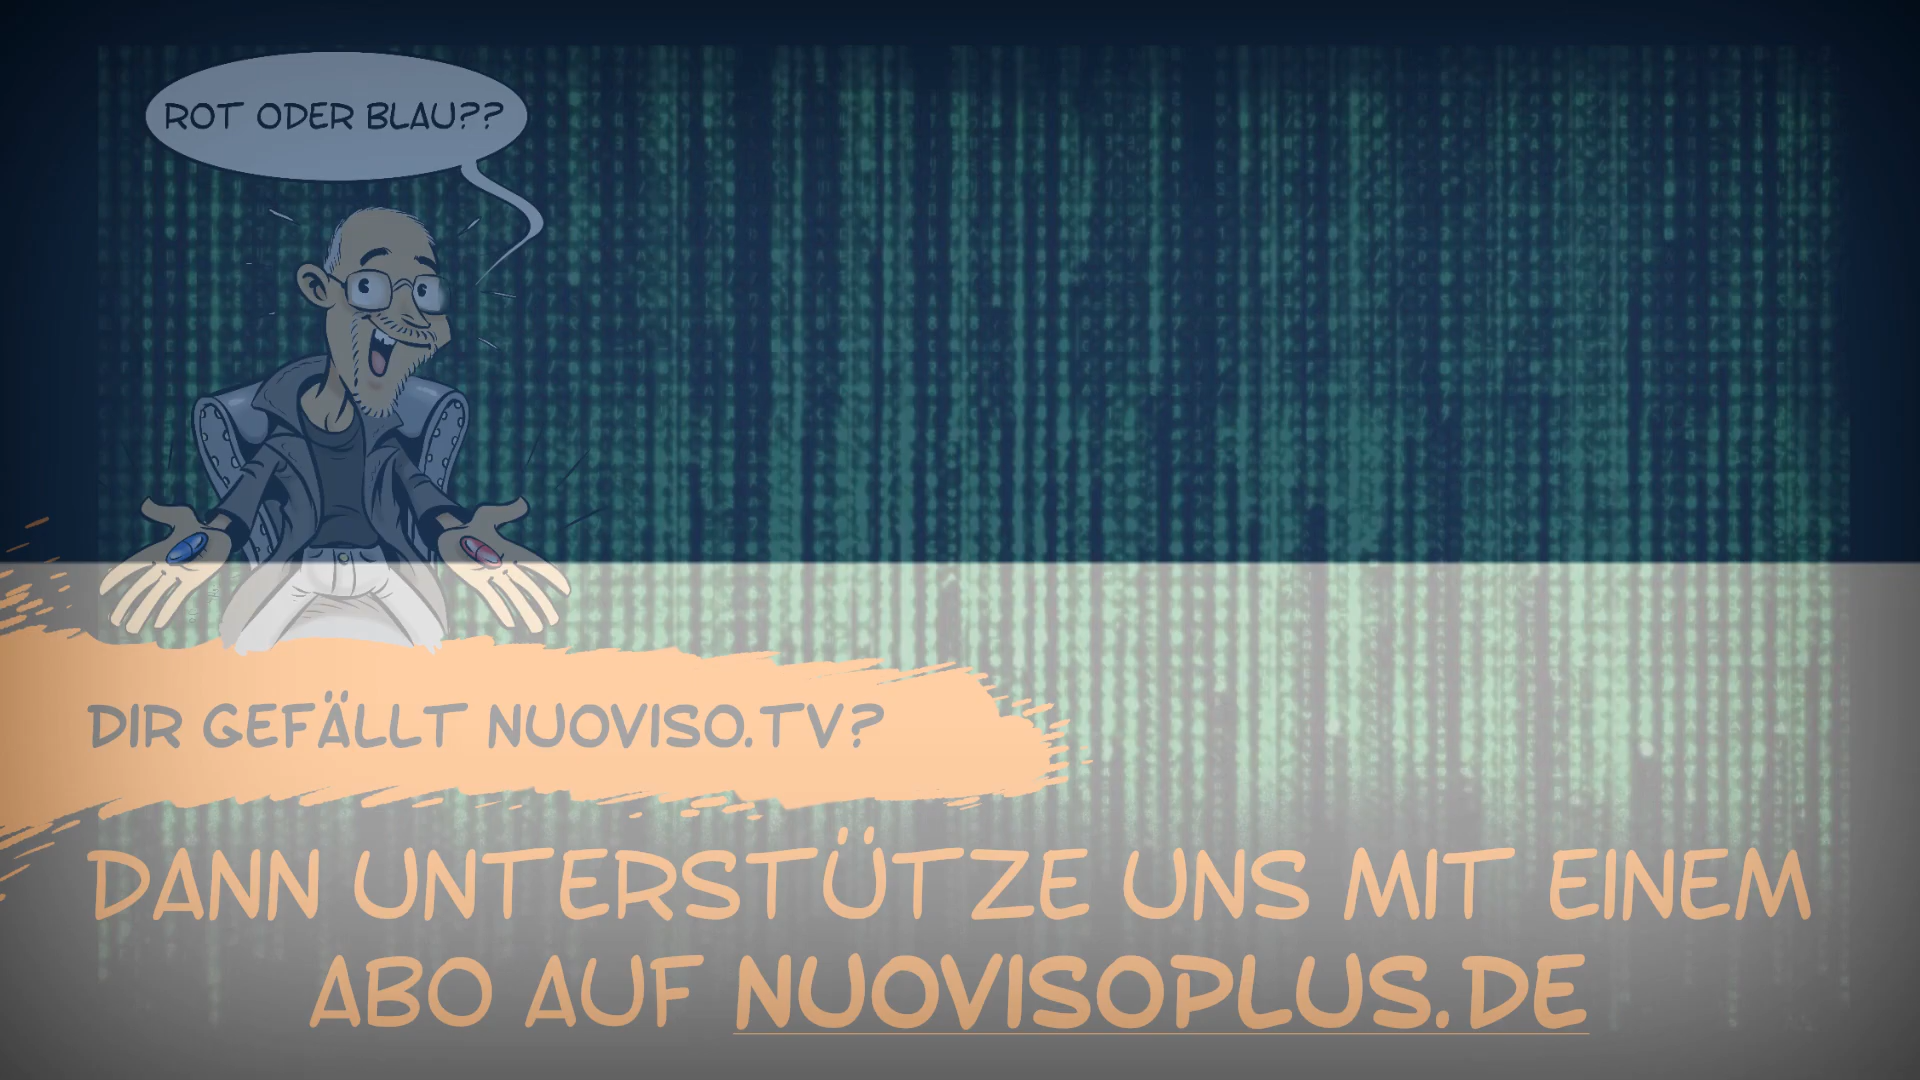 ROT ODER BLAU??
DIR GEFÄLLT NUOVISO.TV?
DANN UNTERSTÜTZE UNS MIT EINEM
ABO AUF NUOVISOPLUS.DE